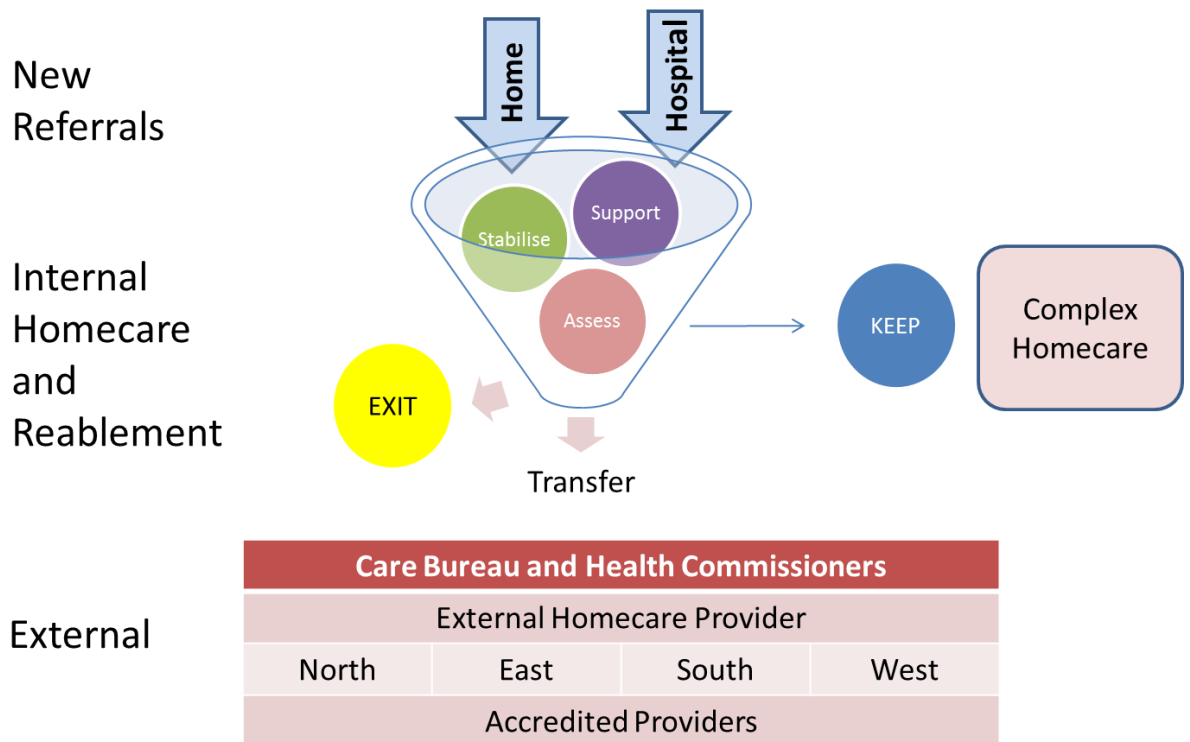 New
Referrals
Home
Hospital
Stabilise
Support
Assess
Internal
Homecare
and
Reablement
KEEP
Complex
Homecare
EXIT
Transfer
External
Care Bureau and Health Commissioners
External Homecare Provider
North East South West
Accredited Providers